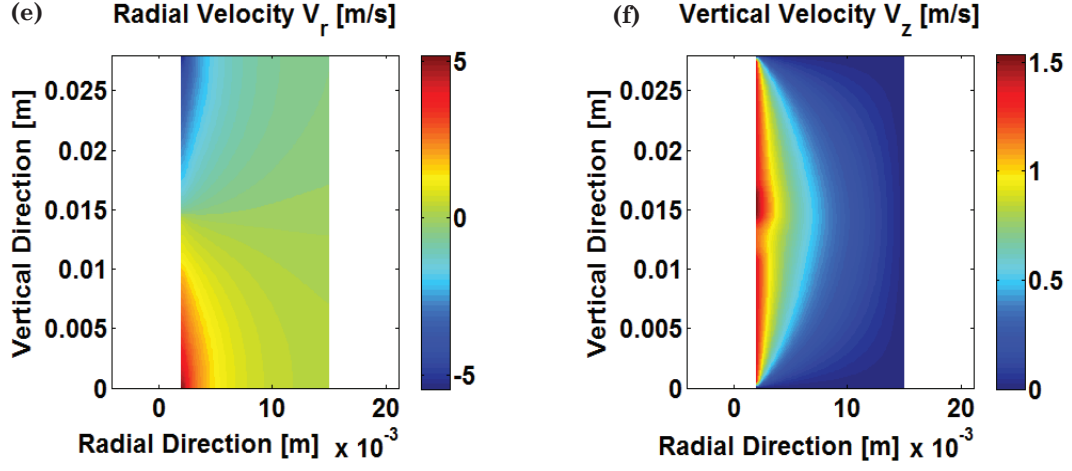 (e) Radial Velocity V_r [m/s]
Vertical Direction [m]
0.025
0.02
0.015
0.01
0.005
0
0 10 20
Radial Direction [m] x 10^-3
5
0
-5
(f) Vertical Velocity V_z [m/s]
Vertical Direction [m]
0.025
0.02
0.015
0.01
0.005
0
0 10 20
Radial Direction [m] x 10^-3
1.5
1
0.5
0